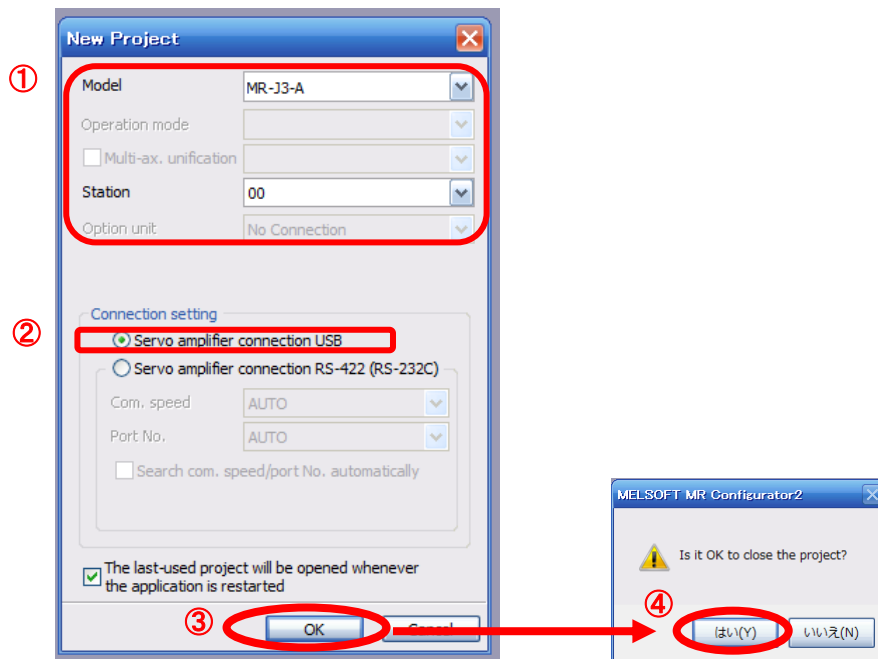 New Project
①
Model
MR-J3-A
Operation mode
Multi-ax. unification
Station
00
Option unit
No Connection
②
Connection setting
Servo amplifier connection USB
Servo amplifier connection RS-422 (RS-232C)
Com. speed
AUTO
Port No.
AUTO
Search com. speed/port No. automatically
The last-used project will be opened whenever
the application is restarted
③
OK
Cancel
MELSOFT MR Configurator2
Is it OK to close the project?
④
はい(Y)
いいえ(N)